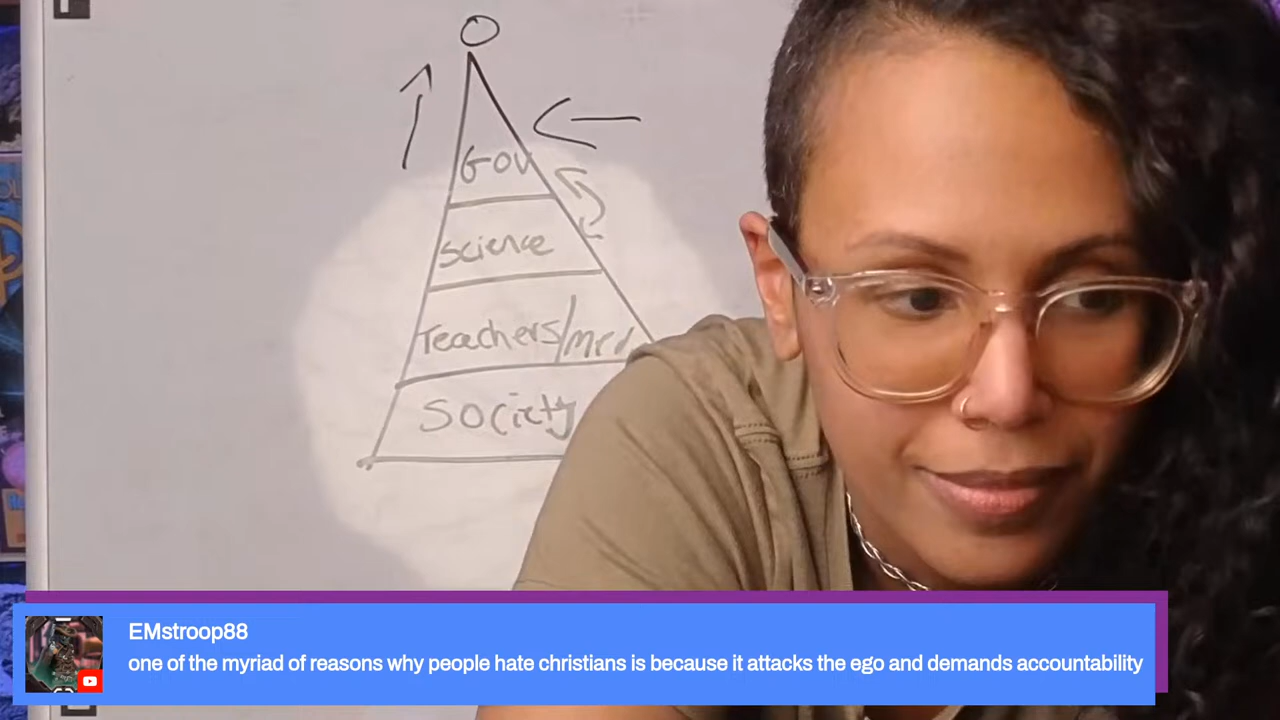 Gov
Science
Teachers/
Society
EMstroop88
one of the myriad of reasons why people hate christians is because it attacks the ego and demands accountability